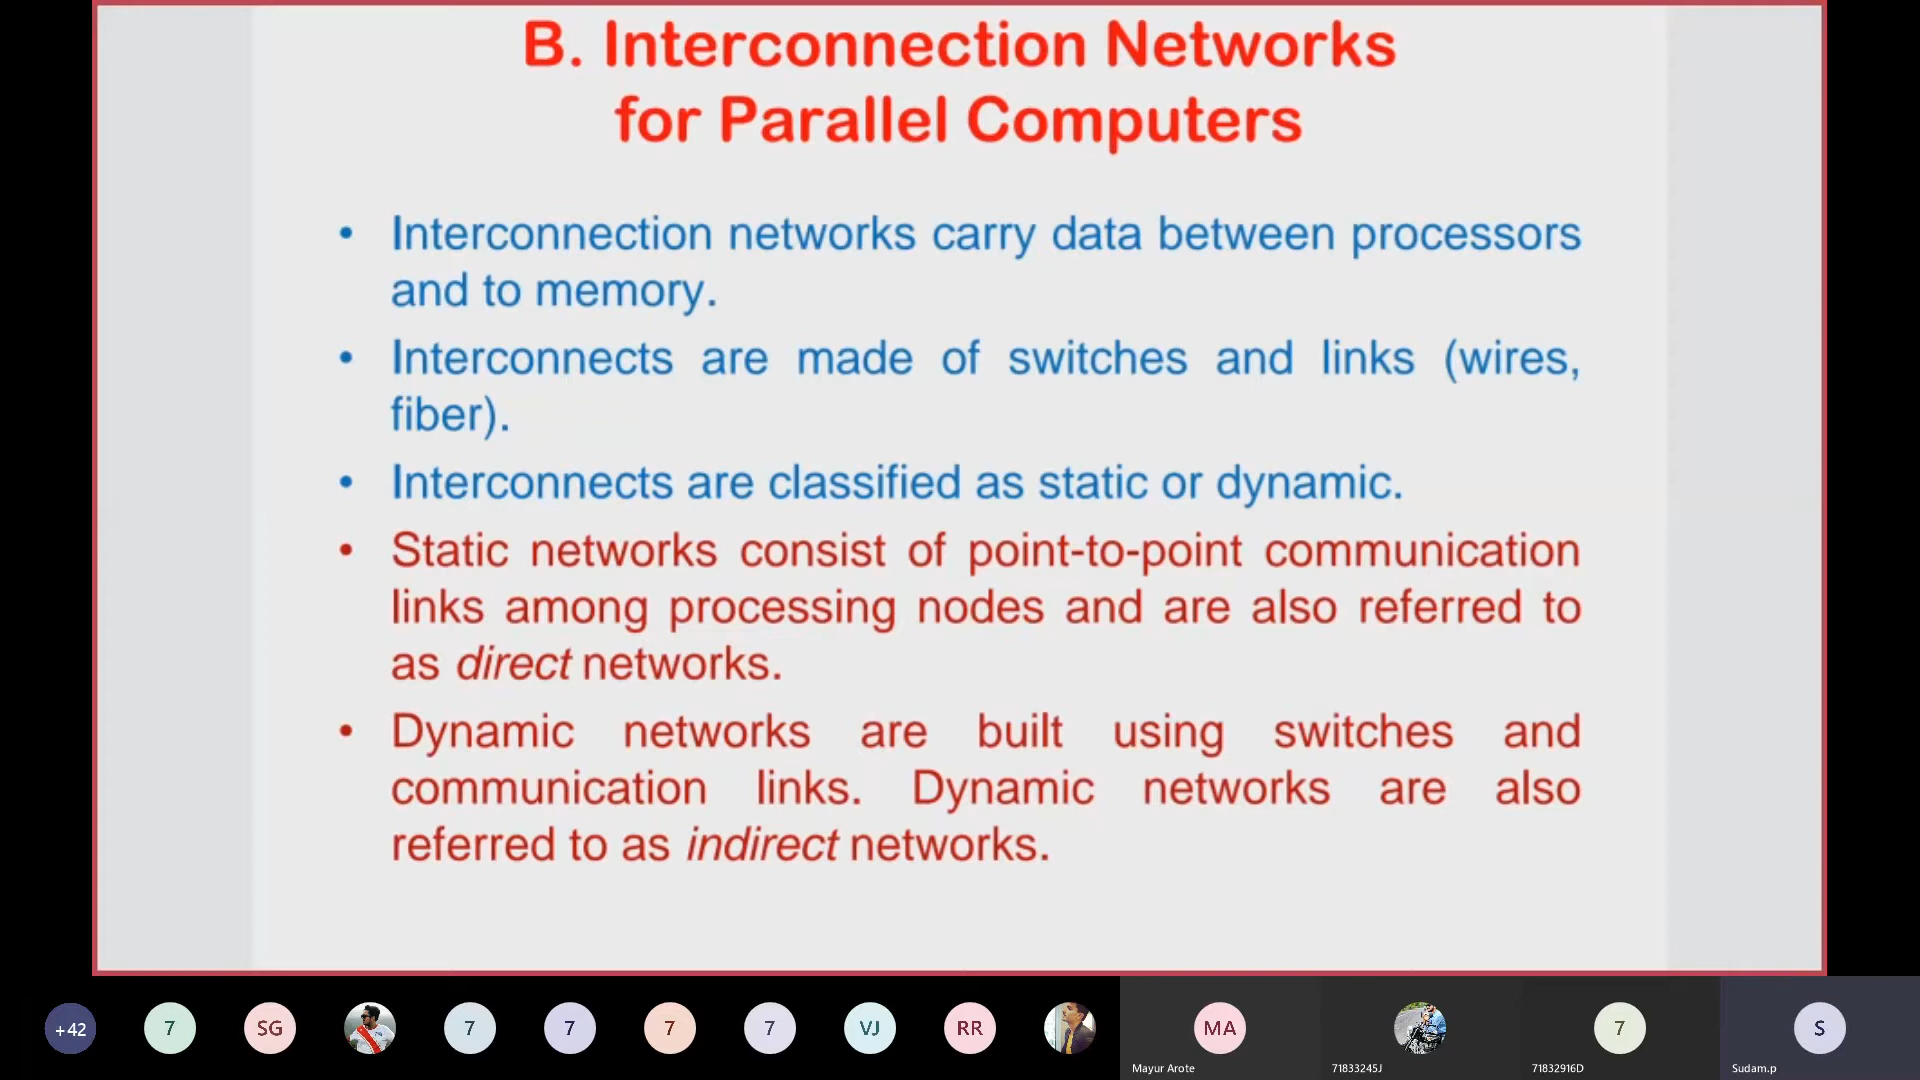 B. Interconnection Networks
for Parallel Computers
• Interconnection networks carry data between processors
and to memory.
• Interconnects are made of switches and links (wires,
fiber).
• Interconnects are classified as static or dynamic.
• Static networks consist of point-to-point communication
links among processing nodes and are also referred to
as direct networks.
• Dynamic networks are built using switches and
communication links. Dynamic networks are also
referred to as indirect networks.
+42 7 SG 7 7 7 7 VJ RR MA 7 S
Mayur Arote 71833245J 71832916D Sudam.p